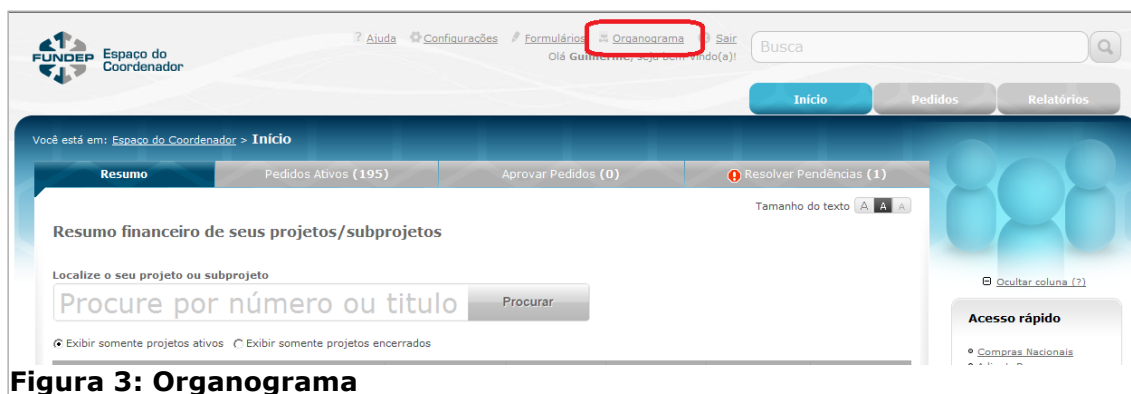 ? Ajuda Configurações Formulários Organograma Sair
FUNDEP Espaço do
Coordenador
Olá Guilherme, seja bem-vindo(a)!
Busca
Início Pedidos Relatórios
Você está em: Espaço do Coordenador > Início
Resumo Pedidos Ativos (195) Aprovar Pedidos (0) Resolver Pendências (1)
Tamanho do texto A A A
Resumo financeiro de seus projetos/subprojetos
Localize o seu projeto ou subprojeto
Procure por número ou titulo Procurar
Exibir somente projetos ativos Exibir somente projetos encerrados
Ocultar coluna (?)
Acesso rápido
Compras Nacionais
Figura 3: Organograma